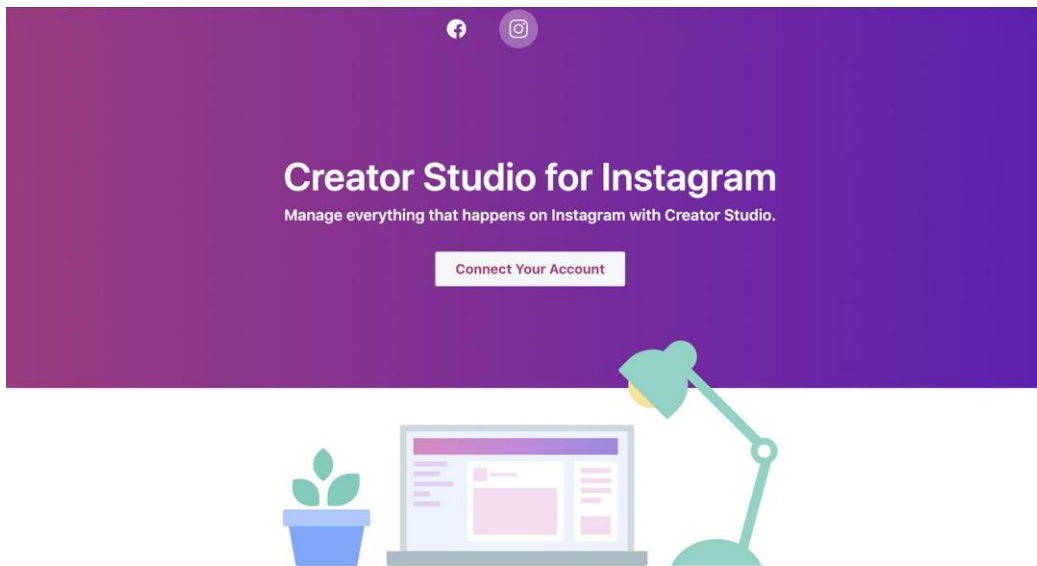 Creator Studio for Instagram
Manage everything that happens on Instagram with Creator Studio.
Connect Your Account